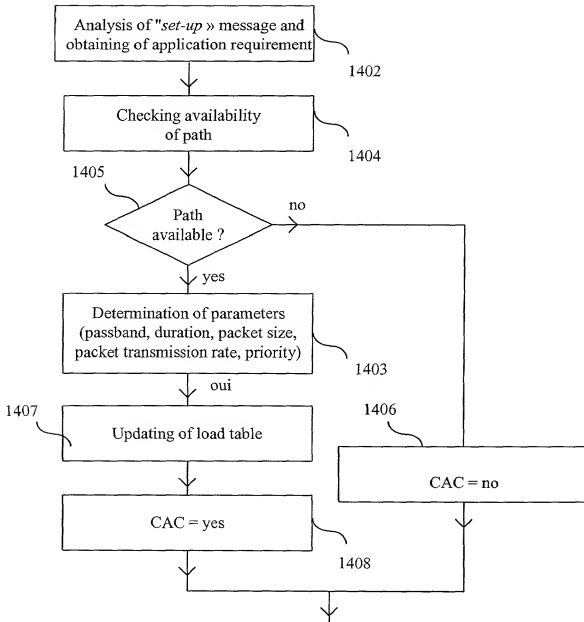 Analysis of "set-up » message and
obtaining of application requirement
1402
Checking availability
of path
1404
1405
Path
available ?
no
yes
Determination of parameters
(passband, duration, packet size,
packet transmission rate, priority)
1403
oui
1407
Updating of load table
1406
CAC = no
CAC = yes
1408